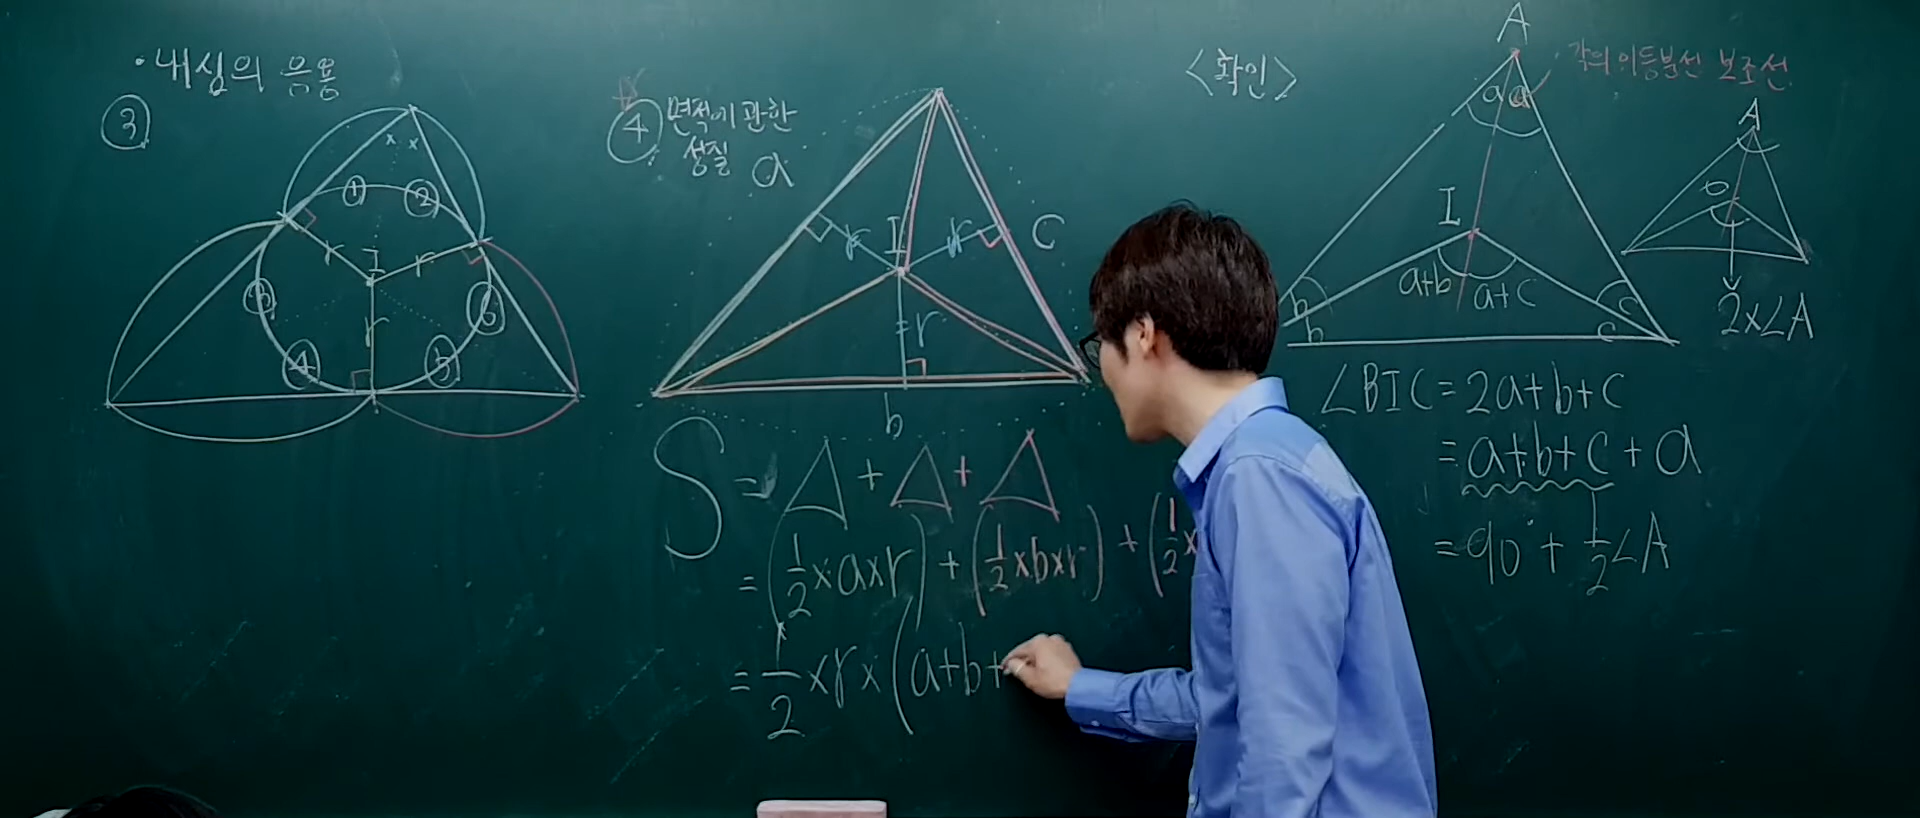 · 내심의 응용
③
x x
① ②
③ ⑥
④ ⑤
I
r r
r
④ 면적에 관한
성질
a
I
r r
C
r
b
S = △ + △ + △
= (1/2 × a × r) + (1/2 × b × r) + (1/2 ×
= 1/2 × r × (a+b+
<확인>
A
· 각의 이등분선 보조선
a a
I
a+b a+c
b c
b c
A
O
2×∠A
∠BIC = 2a+b+c
= a+b+c + a
= 90° + 1/2 ∠A